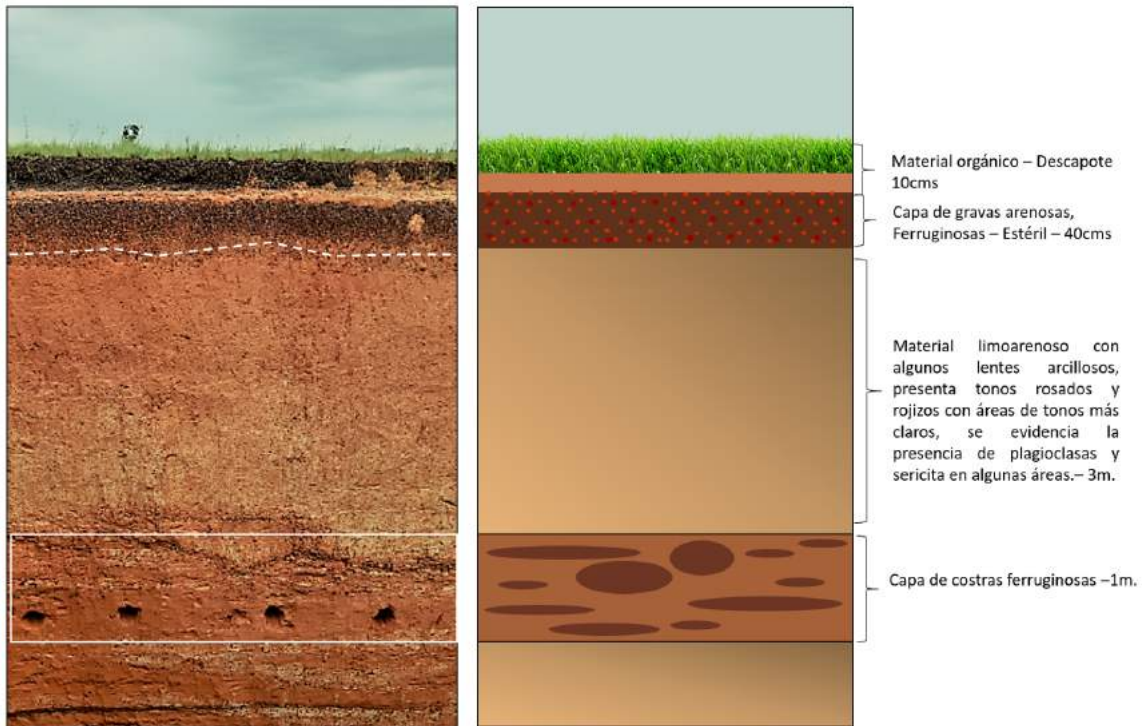 Material orgánico – Descapote
10cms
Capa de gravas arenosas,
Ferruginosas – Estéril – 40cms
Material limoarenoso con
algunos lentes arcillosos,
presenta tonos rosados y
rojizos con áreas de tonos más
claros, se evidencia la
presencia de plagioclasas y
sericita en algunas áreas.– 3m.
Capa de costras ferruginosas –1m.